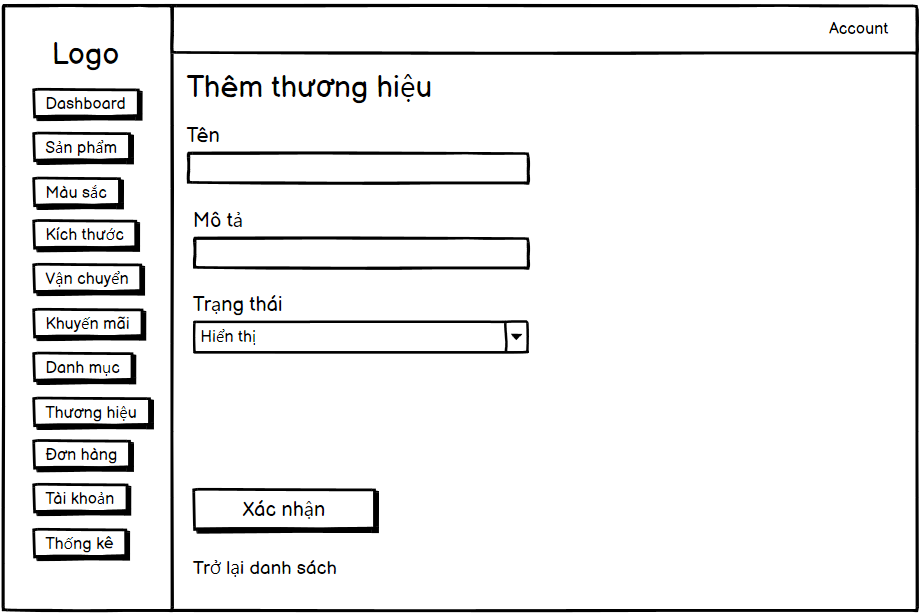 Logo
Dashboard
Sản phẩm
Màu sắc
Kích thước
Vận chuyển
Khuyến mãi
Danh mục
Thương hiệu
Đơn hàng
Tài khoản
Thống kê
Account
Thêm thương hiệu
Tên
Mô tả
Trạng thái
Hiển thị
Xác nhận
Trở lại danh sách